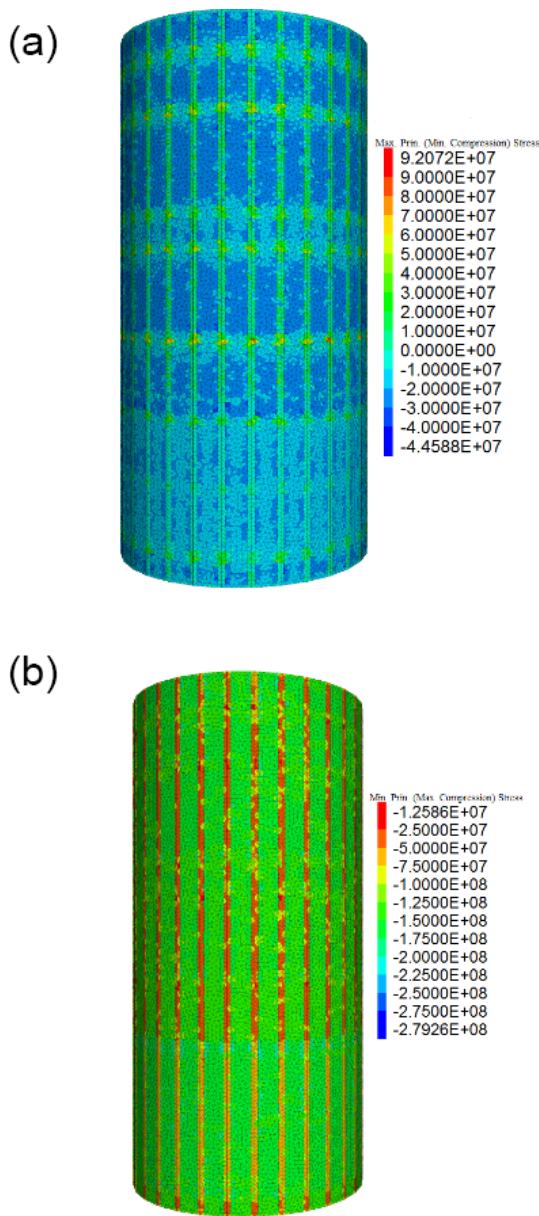 (a)
Max. Prin. (Min. Compression) Stress
9.2072E+07
9.0000E+07
8.0000E+07
7.0000E+07
6.0000E+07
5.0000E+07
4.0000E+07
3.0000E+07
2.0000E+07
1.0000E+07
0.0000E+00
-1.0000E+07
-2.0000E+07
-3.0000E+07
-4.0000E+07
-4.4588E+07
(b)
Min. Prin. (Max. Compression) Stress
-1.2586E+07
-2.5000E+07
-5.0000E+07
-7.5000E+07
-1.0000E+08
-1.2500E+08
-1.5000E+08
-1.7500E+08
-2.0000E+08
-2.2500E+08
-2.5000E+08
-2.7500E+08
-2.7926E+08